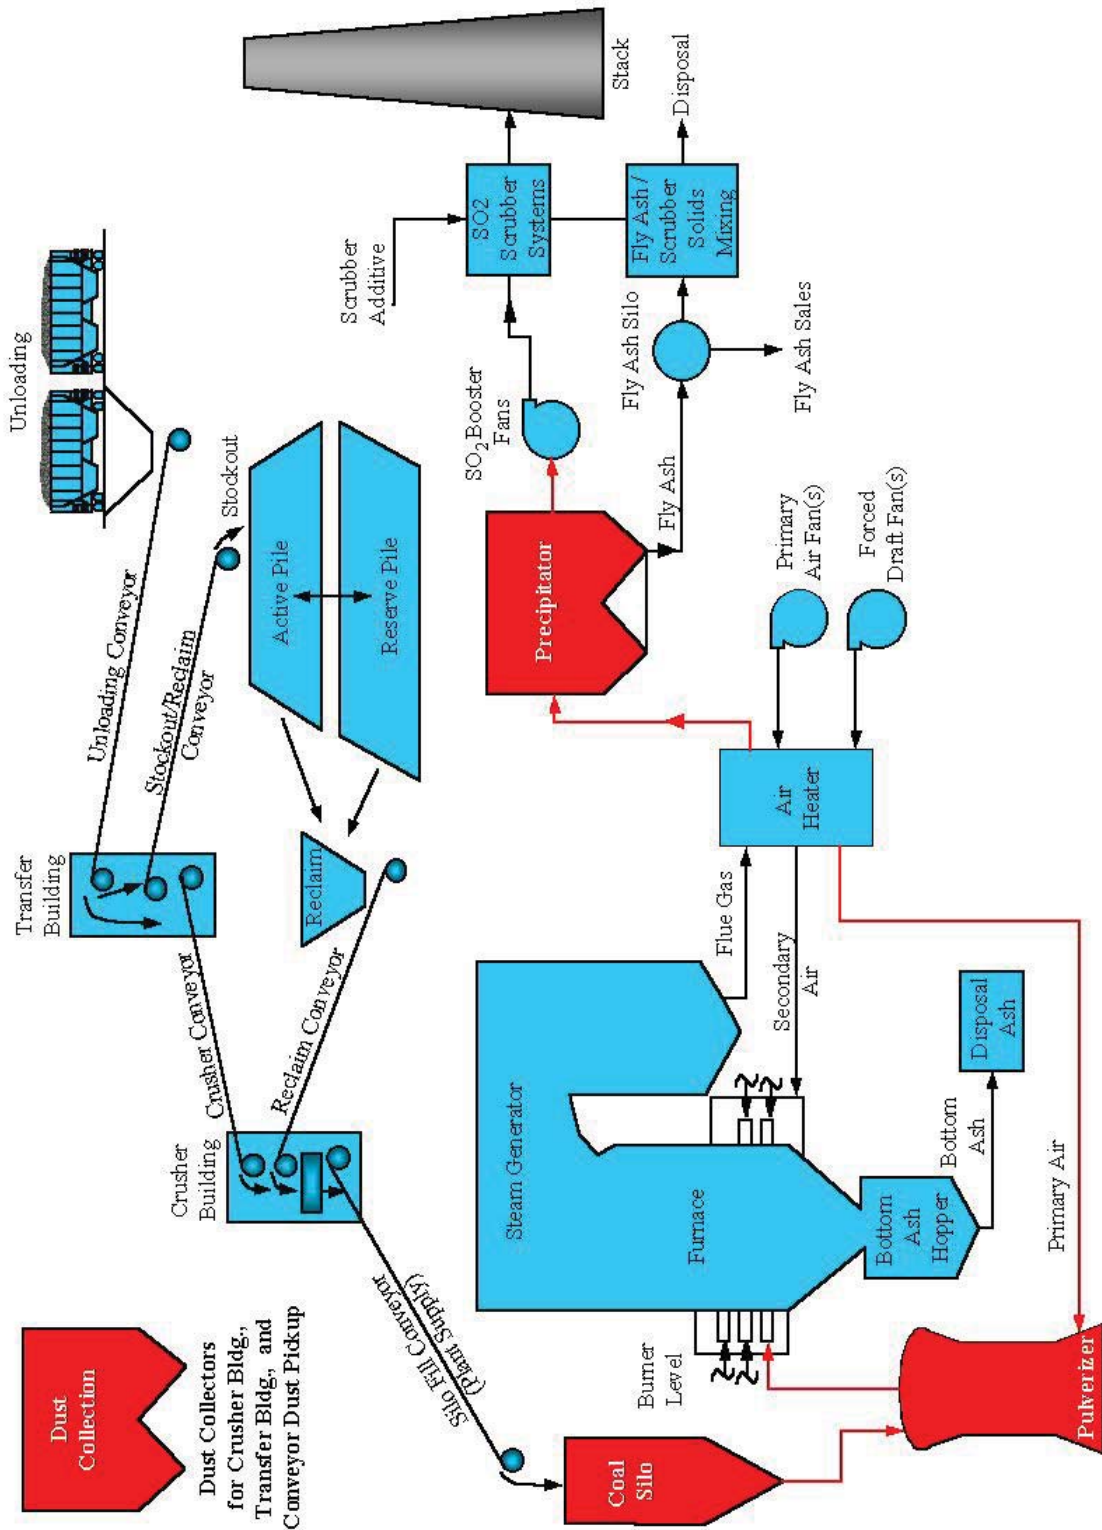 Dust
Collection
Dust Collectors
for Crusher Bldg.,
Transfer Bldg., and
Conveyor Dust Pickup
Crusher
Building
Transfer
Building
Unloading
Crusher Conveyor
Unloading Conveyor
Stockout/Reclaim
Conveyor
Stockout
Reclaim Conveyor
Reclaim
Active Pile
Reserve Pile
Silo Fill Conveyor
(Plant Supply)
Coal
Silo
Steam Generator
Furnace
Burner
Level
Bottom
Ash
Hopper
Bottom
Ash
Disposal
Ash
Pulverizer
Primary Air
Flue Gas
Secondary
Air
Air
Heater
Primary
Air Fan(s)
Forced
Draft Fan(s)
Precipitator
Fly Ash
SO2 Booster
Fans
Fly Ash Silo
Fly Ash Sales
Scrubber
Additive
SO2
Scrubber
Systems
Fly Ash /
Scrubber
Solids
Mixing
Stack
Disposal